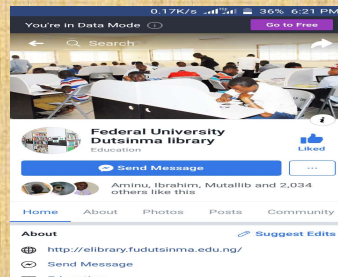 0.17K/s 36% 6:21 PM
You're in Data Mode
Go to Free
Search
Federal University
Dutsinma library
Education
Liked
Send Message
Aminu, Ibrahim, Mutallib and 2,034
others like this
Home About Photos Posts Community
About
Suggest Edits
http://elibrary.fudutsinma.edu.ng/
Send Message